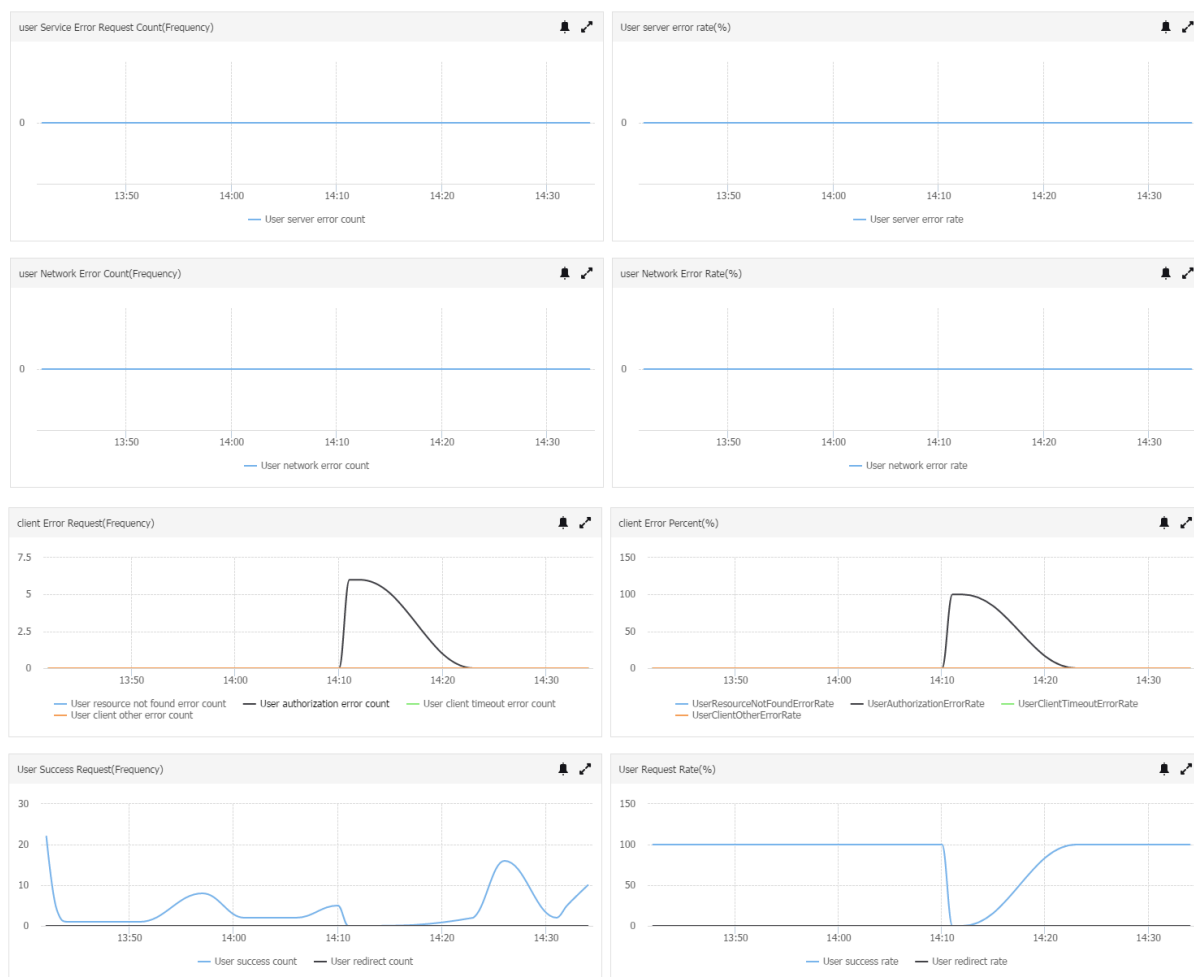 user Service Error Request Count(Frequency)
User server error rate(%)
0
13:50 14:00 14:10 14:20 14:30
User server error count
0
13:50 14:00 14:10 14:20 14:30
User server error rate
user Network Error Count(Frequency)
user Network Error Rate(%)
0
13:50 14:00 14:10 14:20 14:30
User network error count
0
13:50 14:00 14:10 14:20 14:30
User network error rate
client Error Request(Frequency)
client Error Percent(%)
7.5
5
2.5
0
13:50 14:00 14:10 14:20 14:30
User resource not found error count User authorization error count User client timeout error count
User client other error count
150
100
50
0
13:50 14:00 14:10 14:20 14:30
UserResourceNotFoundErrorRate UserAuthorizationErrorRate UserClientTimeoutErrorRate
UserClientOtherErrorRate
User Success Request(Frequency)
User Request Rate(%)
30
20
10
0
13:50 14:00 14:10 14:20 14:30
User success count User redirect count
150
100
50
0
13:50 14:00 14:10 14:20 14:30
User success rate User redirect rate